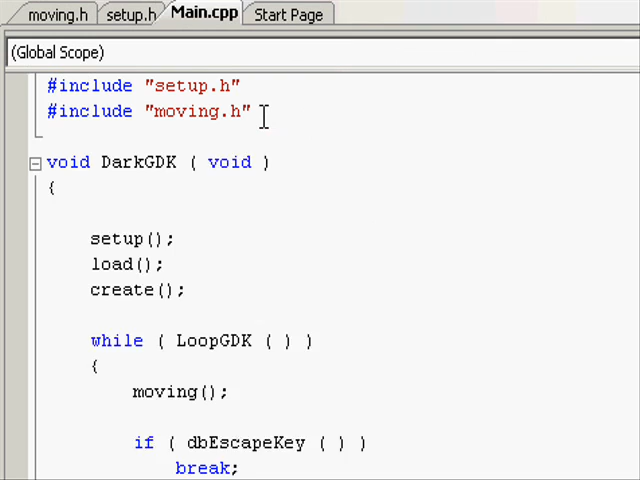 moving.h setup.h Main.cpp Start Page
(Global Scope)
#include "setup.h"
#include "moving.h"
void DarkGDK ( void )
{
setup();
load();
create();
while ( LoopGDK ( ) )
{
moving();
if ( dbEscapeKey ( ) )
break;